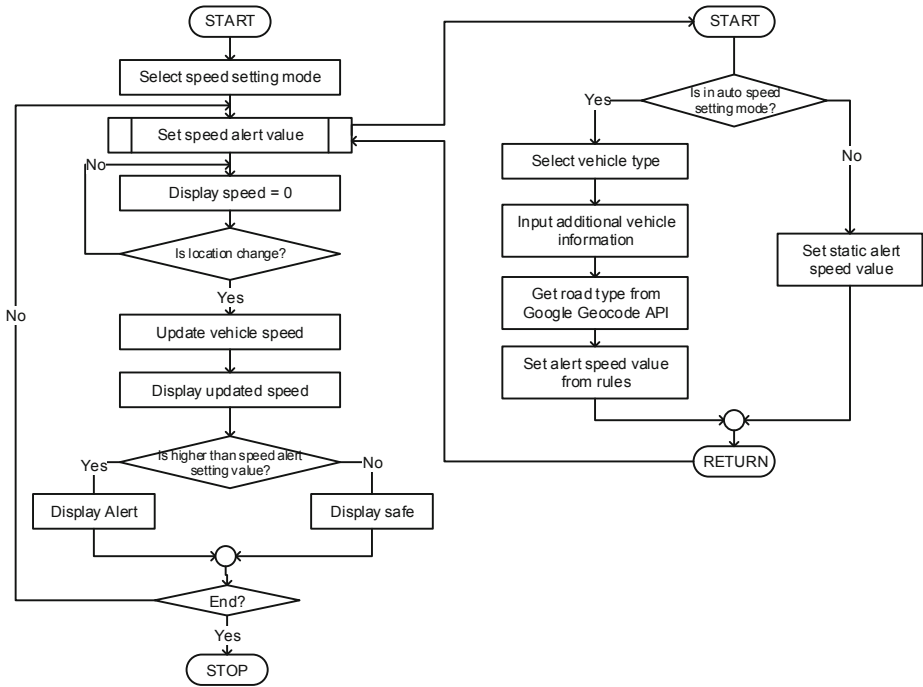 START
Select speed setting mode
Set speed alert value
No
Display speed = 0
Is location change?
Yes
No
Update vehicle speed
Display updated speed
Is higher than speed alert
setting value?
Yes
No
Display Alert
Display safe
End?
Yes
STOP
START
Is in auto speed
setting mode?
Yes
No
Select vehicle type
Input additional vehicle
information
Set static alert
speed value
Get road type from
Google Geocode API
Set alert speed value
from rules
RETURN